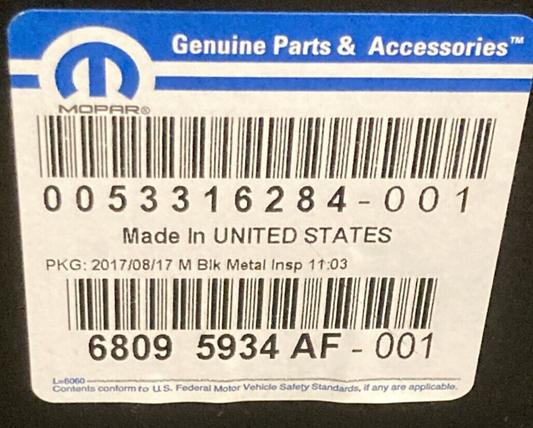 Genuine Parts & Accessories™
MOPAR®
0053316284-001
Made In UNITED STATES
PKG: 2017/08/17 M Blk Metal Insp 11:03
6809 5934 AF - 001
L=6060
Contents conform to U.S. Federal Motor Vehicle Safety Standards, if any are applicable.